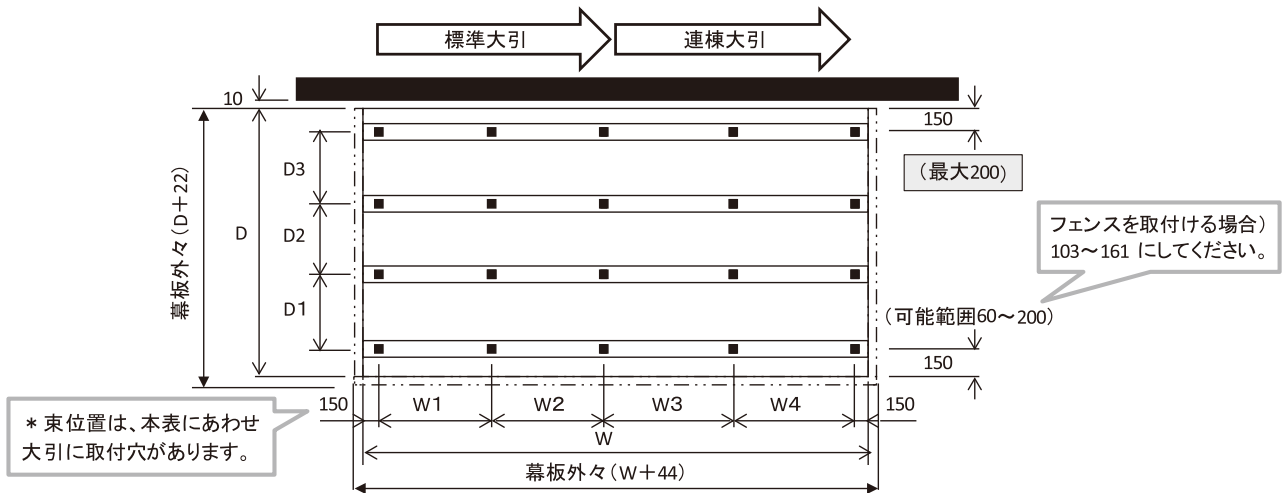 標準大引
連棟大引
10
150
(最大200)
D3
D2
D1
D
幕板外々(D+22)
フェンスを取付ける場合)
103~161 にしてください。
(可能範囲60~200)
150
150
W1
W2
W3
W4
150
W
幕板外々(W+44)
*束位置は、本表にあわせ
大引に取付穴があります。